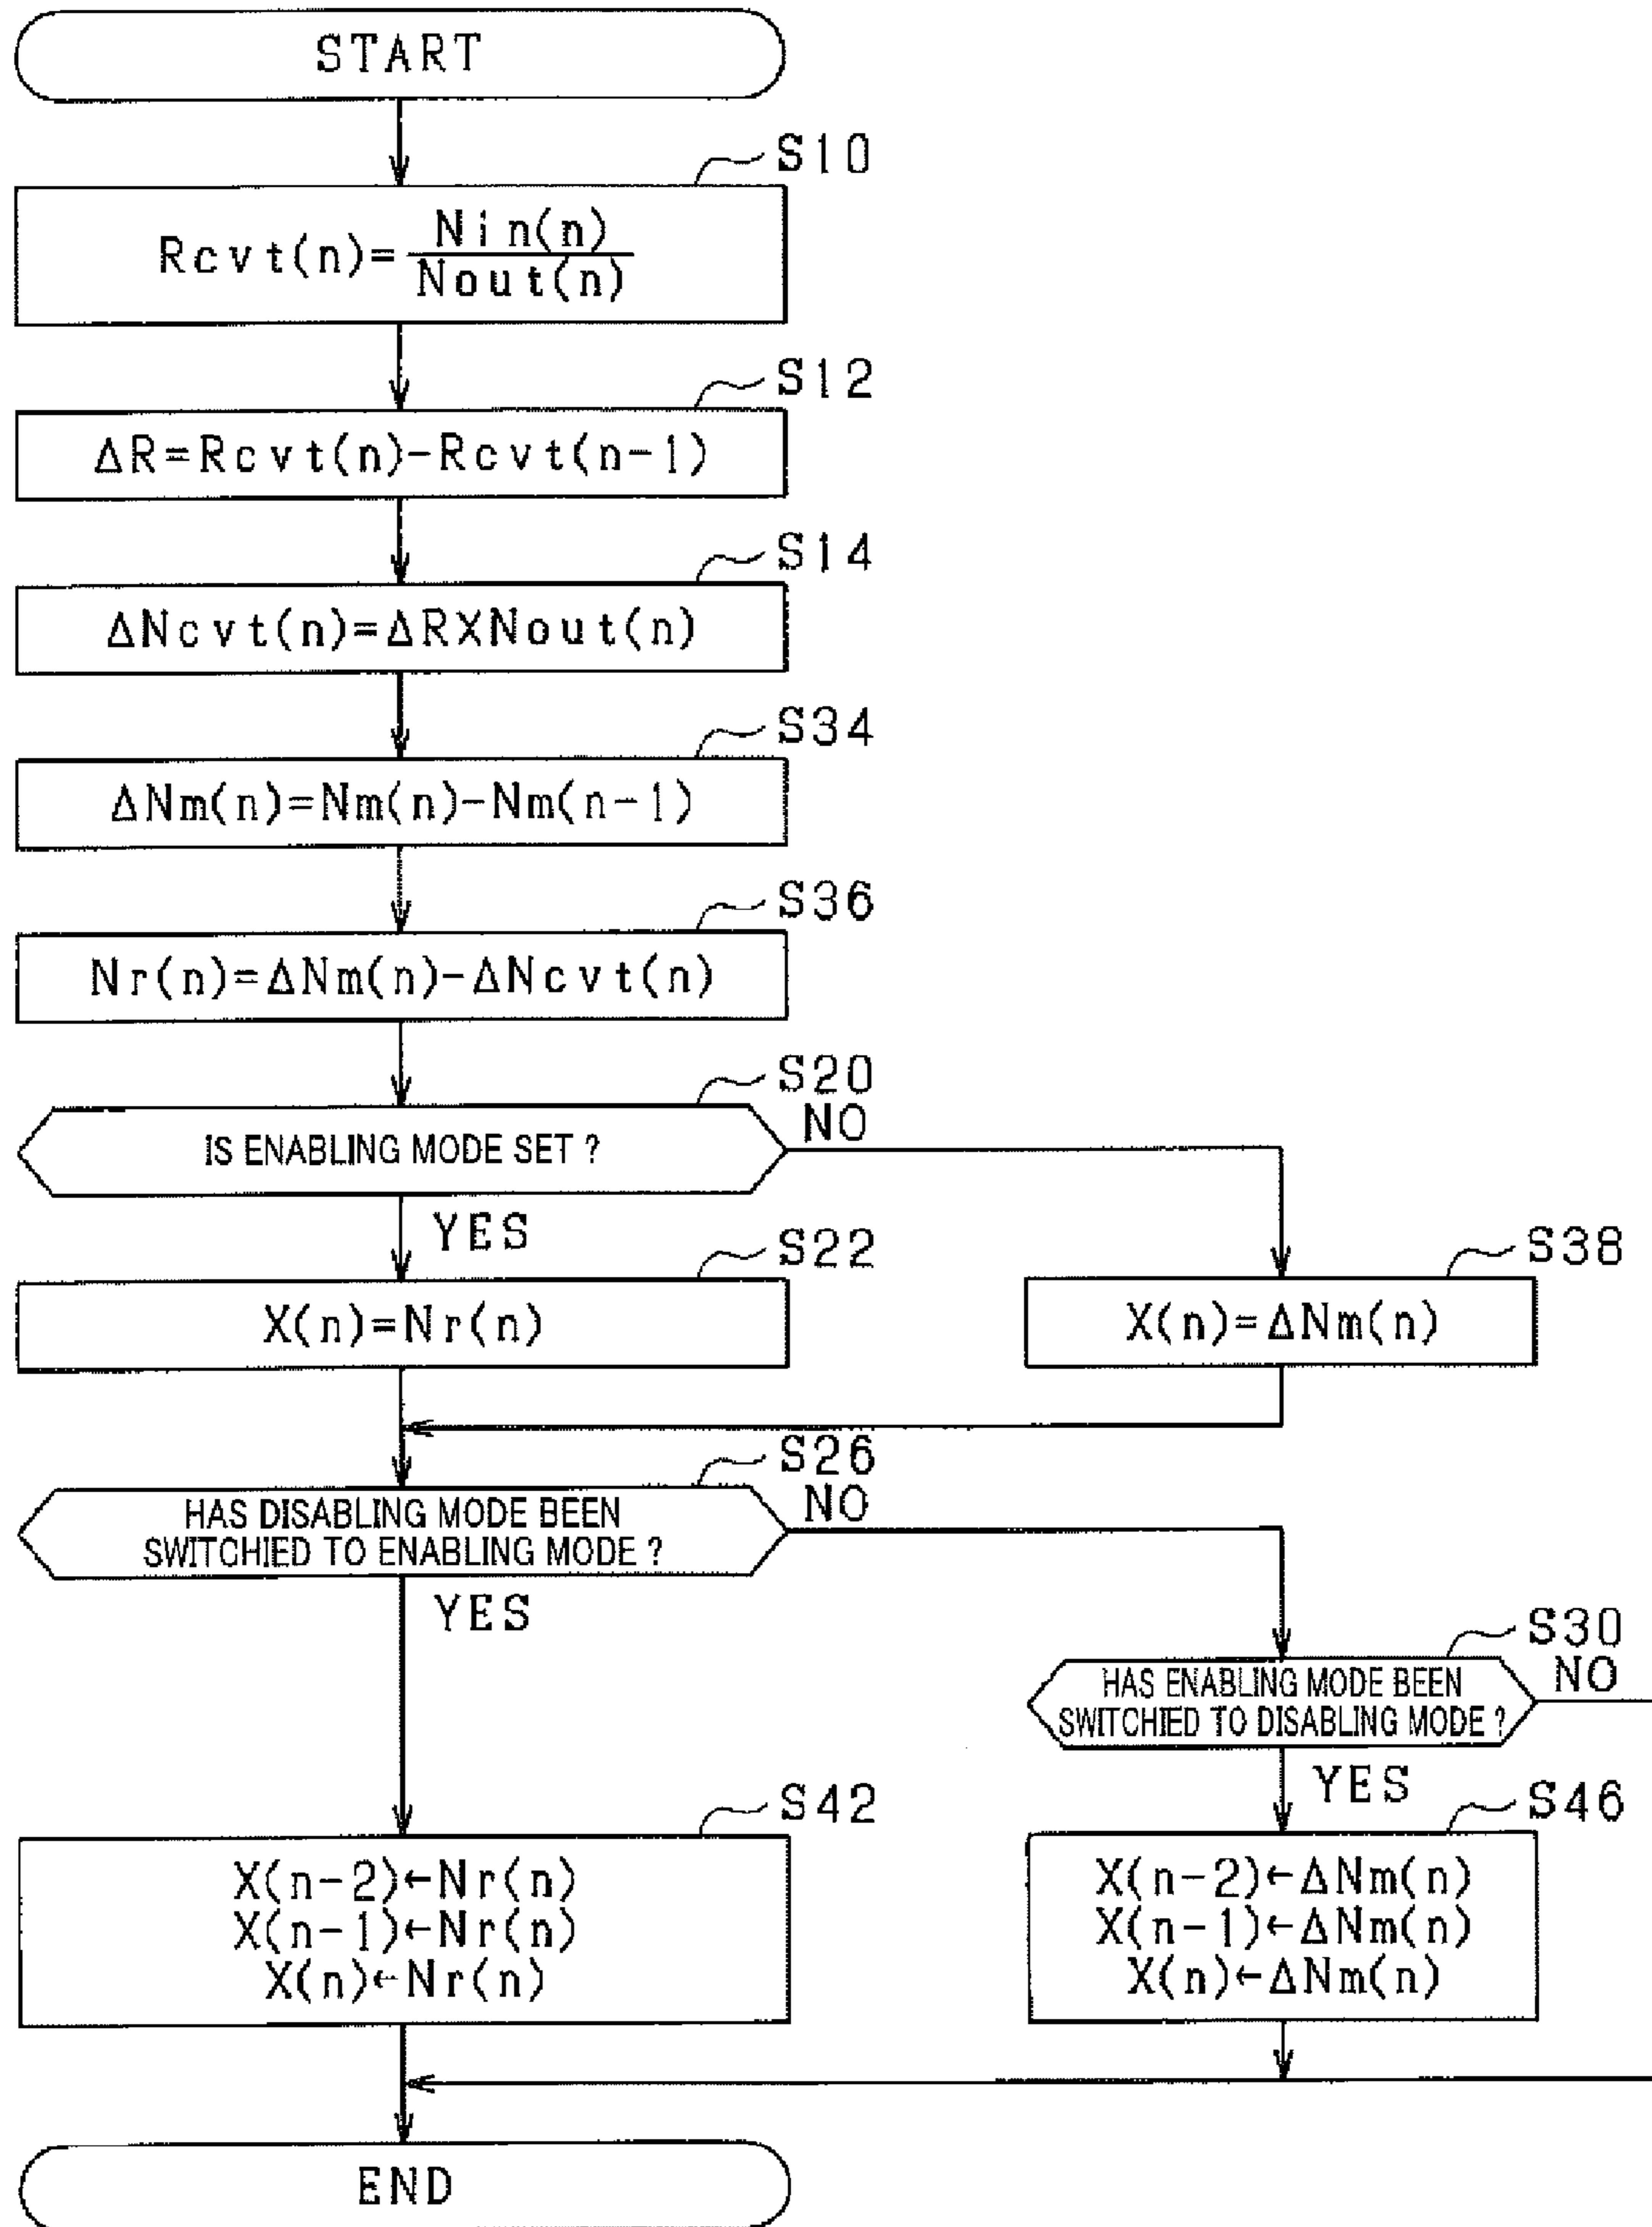 START
S10
Rcvt(n)=Nin(n)/Nout(n)
S12
ΔR=Rcvt(n)-Rcvt(n-1)
S14
ΔNcvt(n)=ΔRXNout(n)
S34
ΔNm(n)=Nm(n)-Nm(n-1)
S36
Nr(n)=ΔNm(n)-ΔNcvt(n)
S20
IS ENABLING MODE SET ?
NO
YES
S22
X(n)=Nr(n)
S38
X(n)=ΔNm(n)
S26
HAS DISABLING MODE BEEN
SWITCHIED TO ENABLING MODE ?
NO
YES
S30
HAS ENABLING MODE BEEN
SWITCHIED TO DISABLING MODE ?
NO
YES
S42
X(n-2)←Nr(n)
X(n-1)←Nr(n)
X(n)←Nr(n)
S46
X(n-2)←ΔNm(n)
X(n-1)←ΔNm(n)
X(n)←ΔNm(n)
END